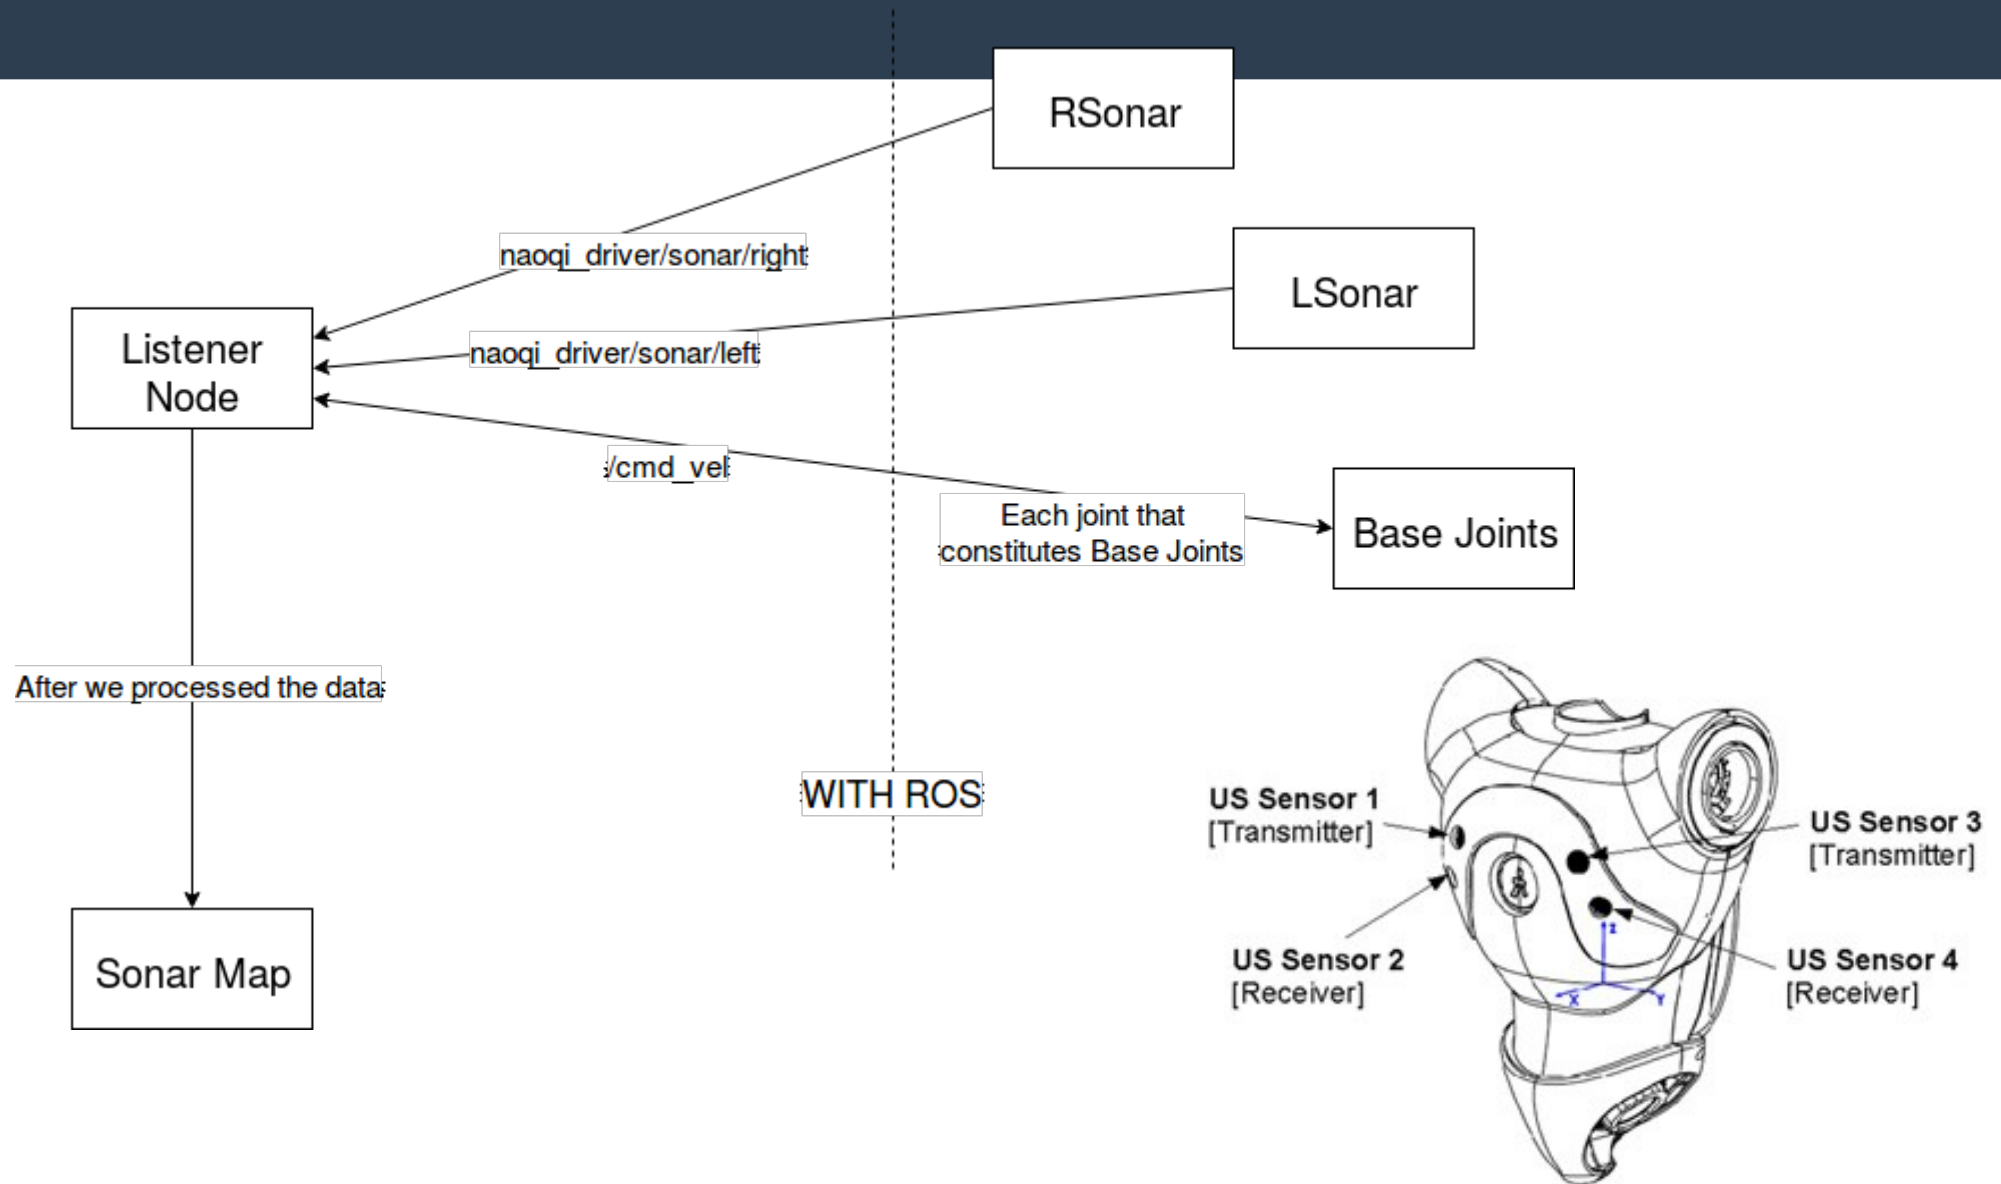 RSonar
naoqi_driver/sonar/right
LSonar
Listener
Node
naoqi_driver/sonar/left
/cmd_vel
Each joint that
constitutes Base Joints
Base Joints
After we processed the data
WITH ROS
Sonar Map
US Sensor 1
[Transmitter]
US Sensor 3
[Transmitter]
US Sensor 2
[Receiver]
US Sensor 4
[Receiver]
z
X
Y